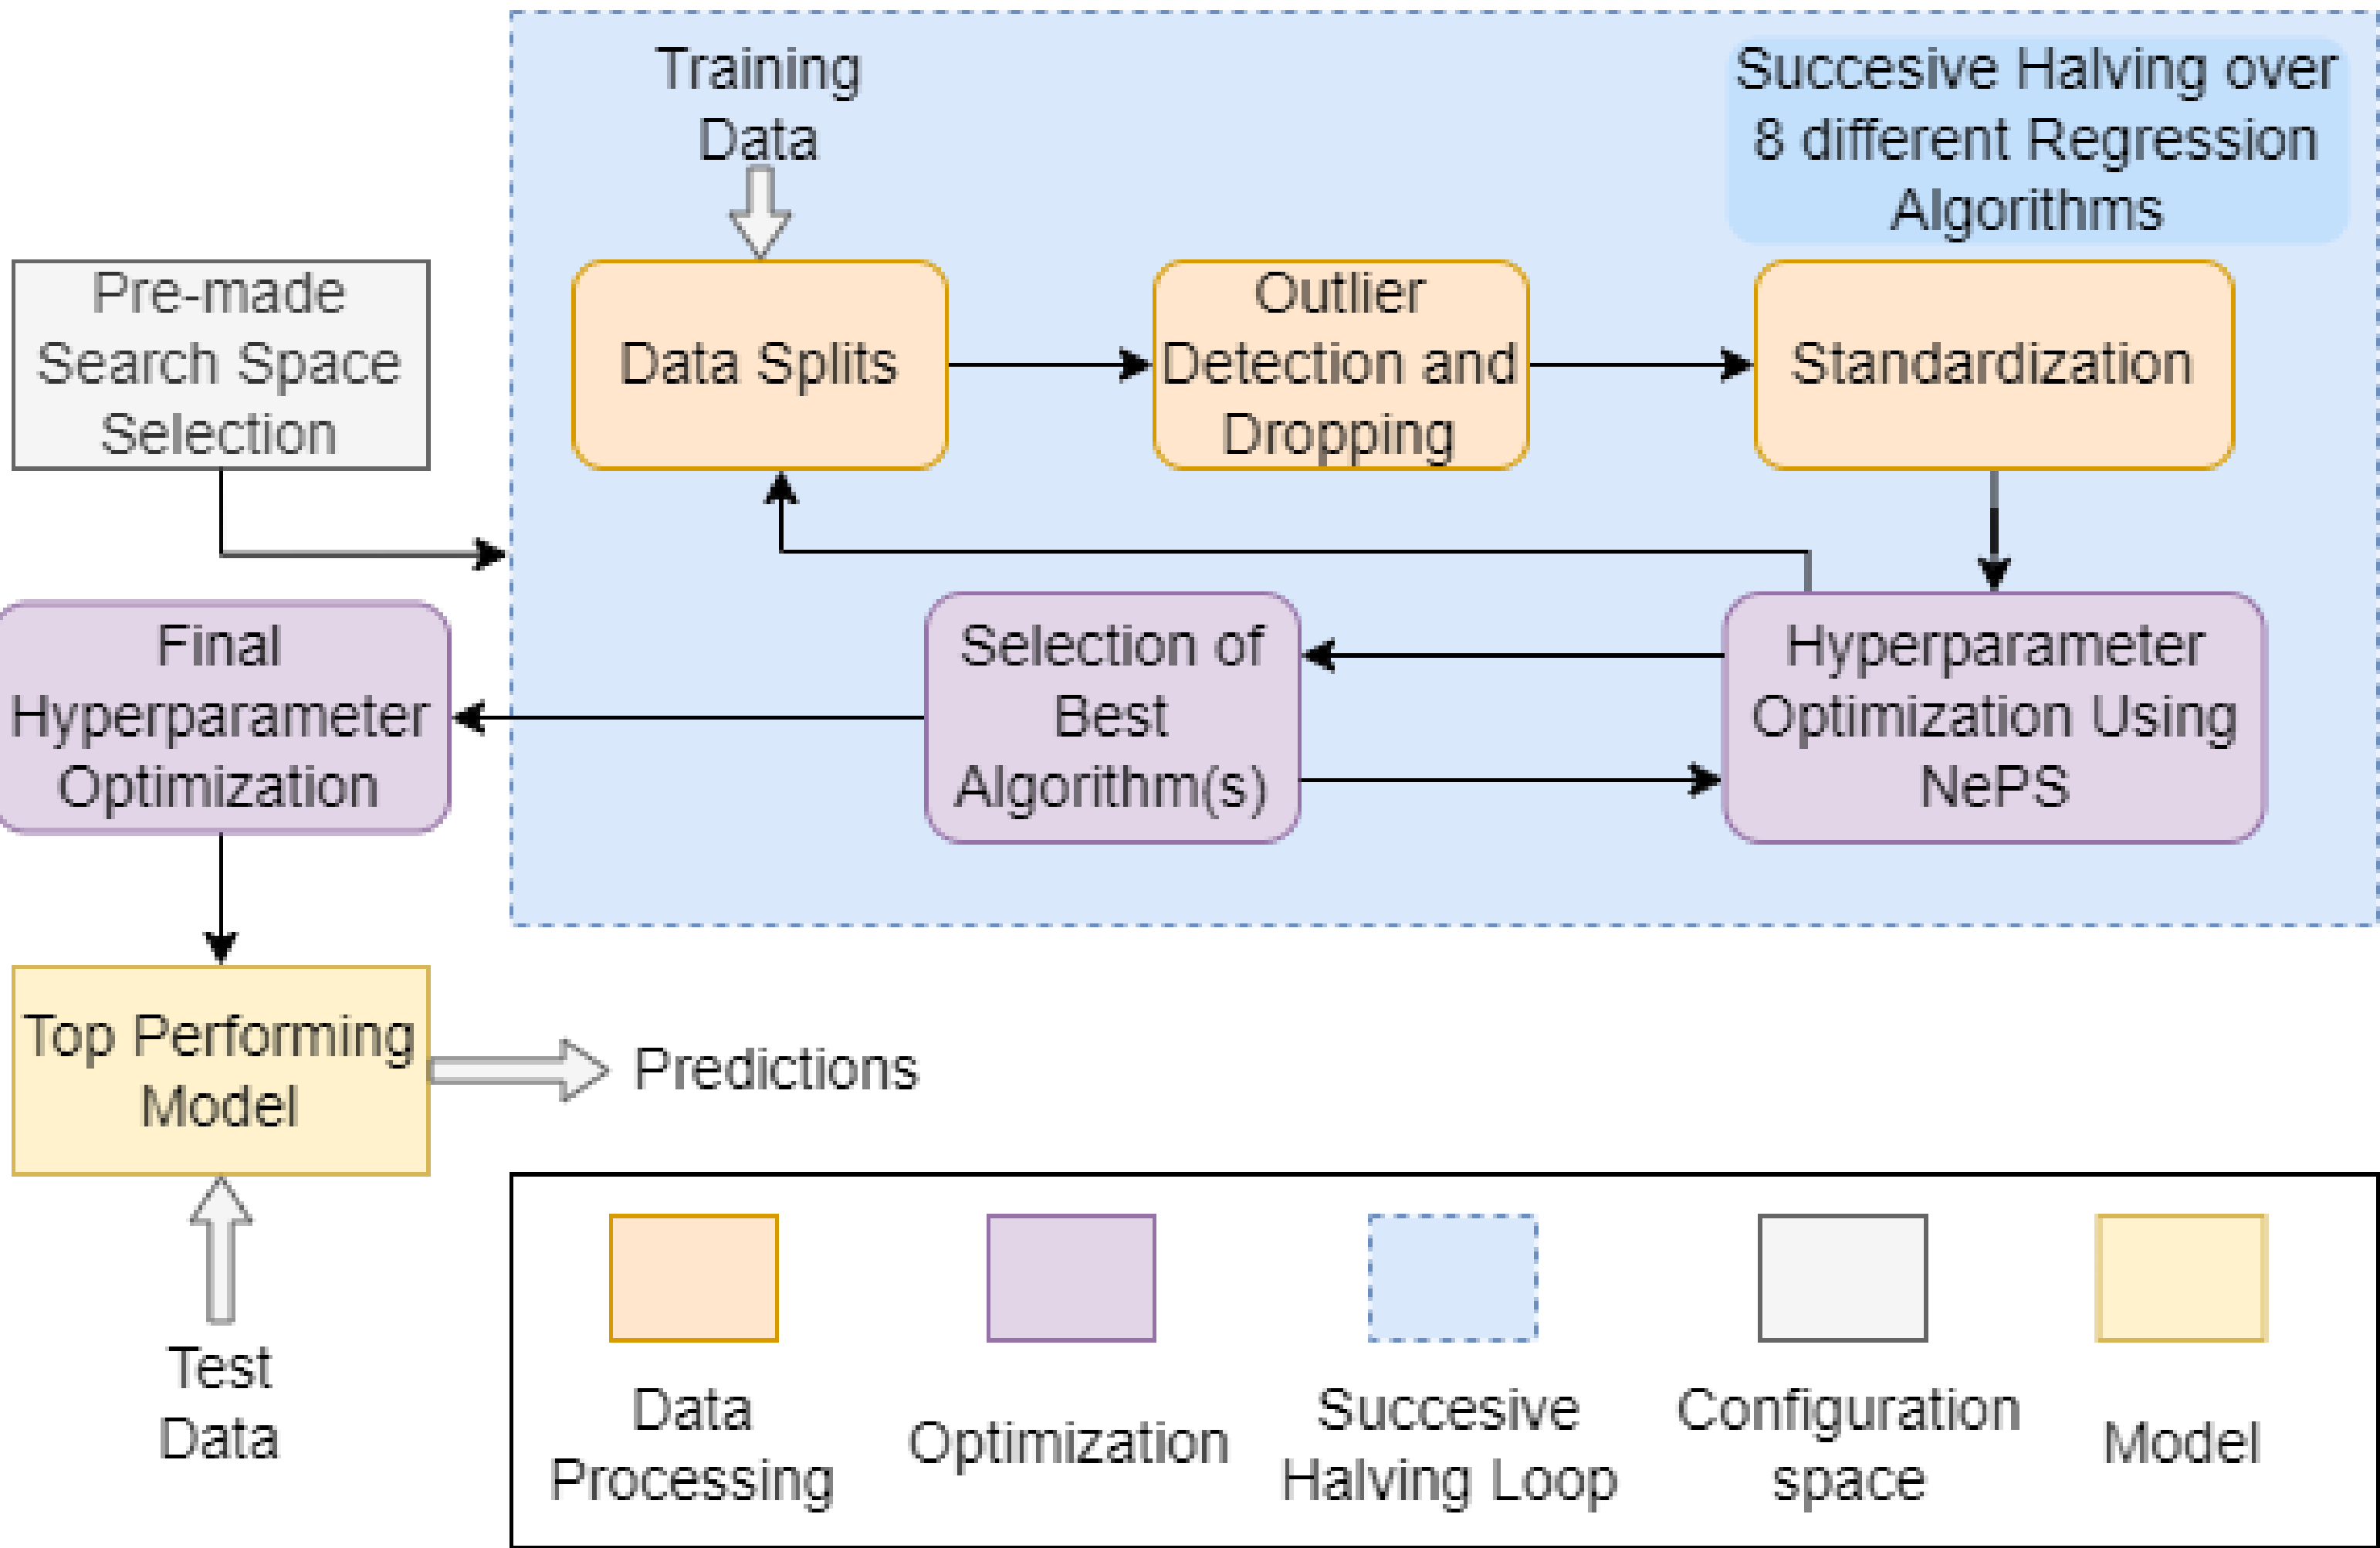 Training
Data
Succesive Halving over
8 different Regression
Algorithms
Pre-made
Search Space
Selection
Data Splits
Outlier
Detection and
Dropping
Standardization
Final
Hyperparameter
Optimization
Selection of
Best
Algorithm(s)
Hyperparameter
Optimization Using
NePS
Top Performing
Model
Predictions
Test
Data
Data
Processing
Optimization
Succesive
Halving Loop
Configuration
space
Model